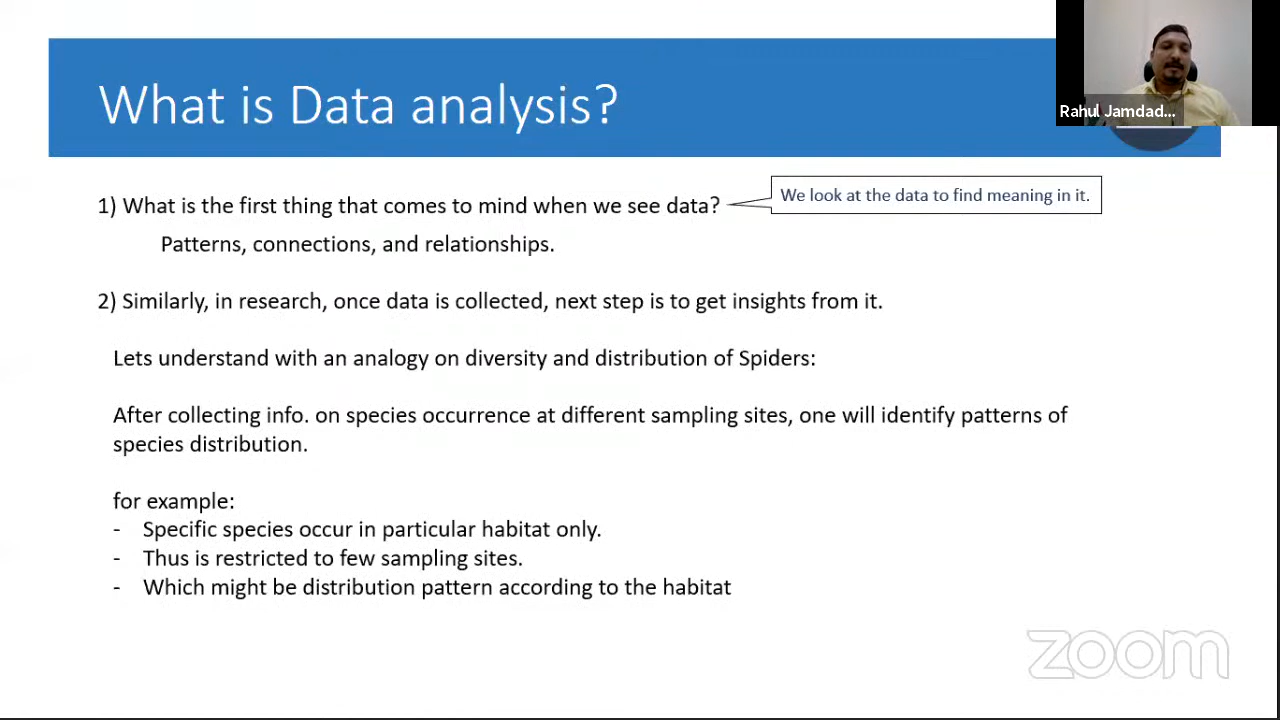 What is Data analysis?
Rahul Jamdad...
1) What is the first thing that comes to mind when we see data?
We look at the data to find meaning in it.
Patterns, connections, and relationships.
2) Similarly, in research, once data is collected, next step is to get insights from it.
Lets understand with an analogy on diversity and distribution of Spiders:
After collecting info. on species occurrence at different sampling sites, one will identify patterns of
species distribution.
for example:
- Specific species occur in particular habitat only.
- Thus is restricted to few sampling sites.
- Which might be distribution pattern according to the habitat
zoom